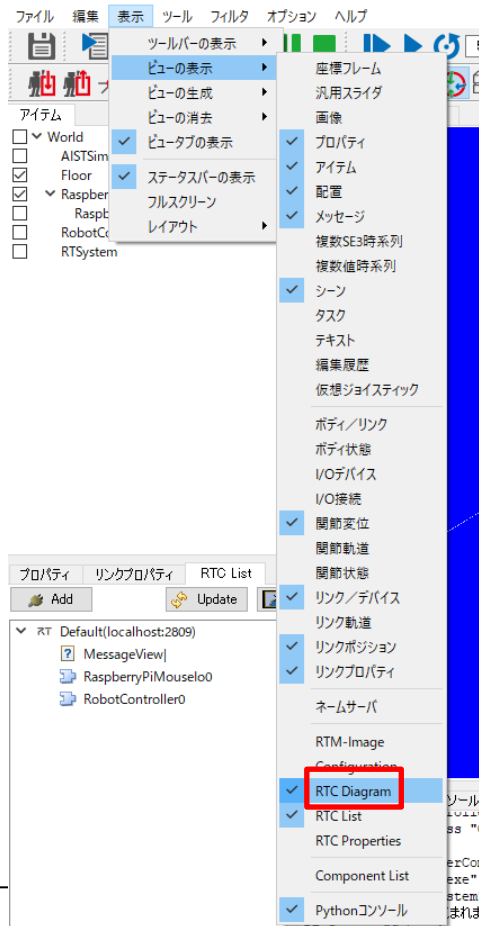 ファイル 編集 表示 ツール フィルタ オプション ヘルプ
ツールバーの表示
ビューの表示
ビューの生成
ビューの消去
ビュータブの表示
ステータスバーの表示
フルスクリーン
レイアウト
座標フレーム
汎用スライダ
画像
プロパティ
アイテム
配置
メッセージ
複数SE3時系列
複数値時系列
シーン
タスク
テキスト
編集履歴
仮想ジョイスティック
ボディ／リンク
ボディ状態
I/Oデバイス
I/O接続
関節変位
関節軌道
関節状態
リンク／デバイス
リンク軌道
リンクポジション
リンクプロパティ
ネームサーバ
RTM-Image
Configuration
RTC Diagram
RTC List
RTC Properties
Component List
Pythonコンソール
アイテム
World
AISTSim
Floor
Raspber
Raspb
RobotCo
RTSystem
プロパティ リンクプロパティ RTC List
Add Update
RT Default(localhost:2809)
MessageView|
RaspberryPiMouseIo0
RobotController0
ソール
ss "
erCom
exe"
stem
まれま